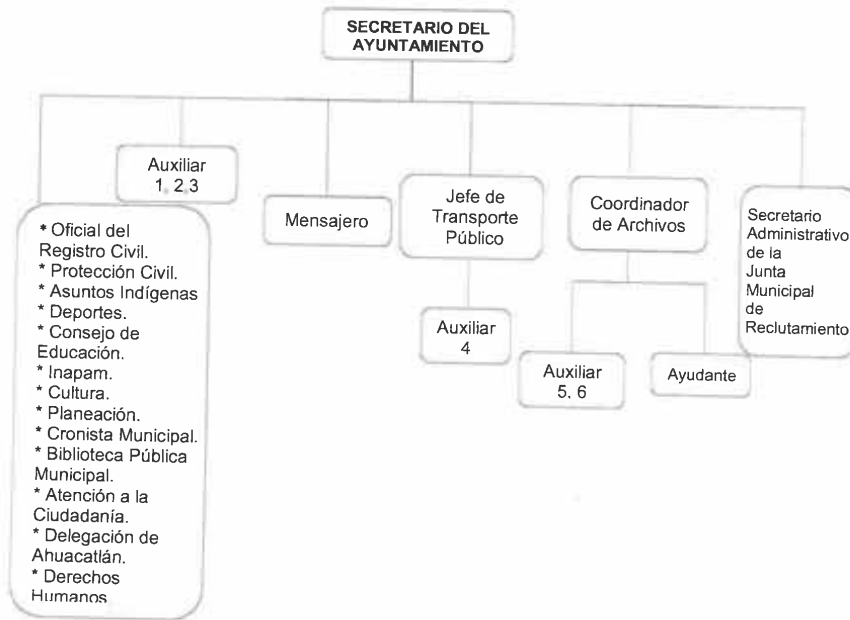 SECRETARIO DEL
AYUNTAMIENTO
Auxiliar
1, 2,3
Mensajero
Jefe de
Transporte
Público
Coordinador
de Archivos
Secretario
Administrativo
de la
Junta
Municipal
de
Reclutamiento
* Oficial del
Registro Civil.
* Protección Civil.
* Asuntos Indígenas
* Deportes.
* Consejo de
Educación.
* Inapam.
* Cultura.
* Planeación.
* Cronista Municipal.
* Biblioteca Pública
Municipal.
* Atención a la
Ciudadanía.
* Delegación de
Ahuacatlán.
* Derechos
Humanos
Auxiliar
4
Auxiliar
5, 6
Ayudante